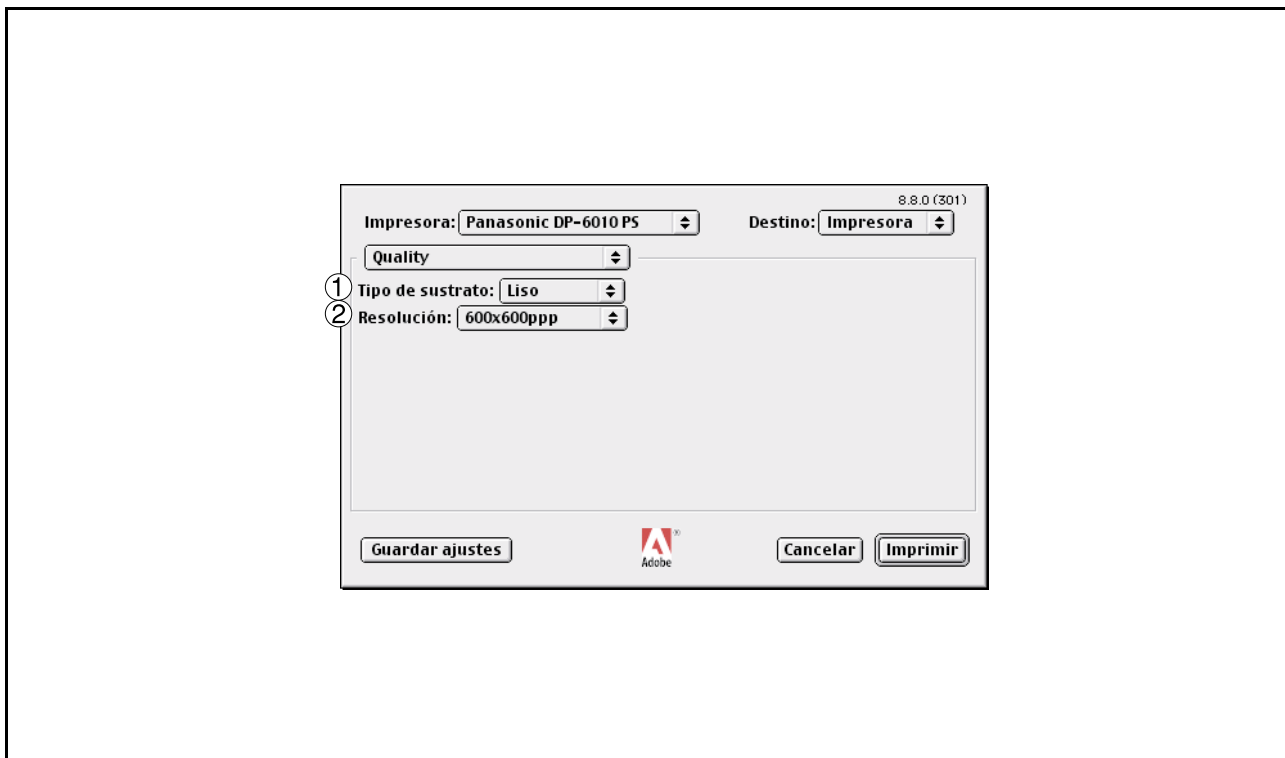 8.8.0 (301)
Impresora: Panasonic DP-6010 PS Destino: Impresora
Quality
① Tipo de sustrato: Liso
② Resolución: 600x600ppp
Guardar ajustes Adobe® Cancelar Imprimir